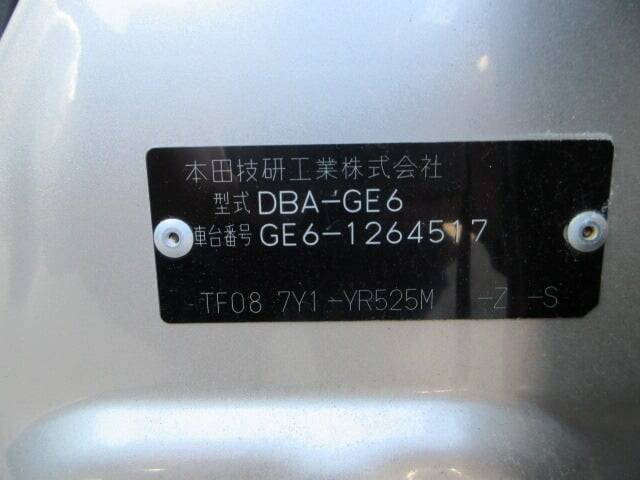 本田技研工業株式会社
型式 DBA-GE6
車台番号 GE6-1264517
-TF08 7Y1-YR525M -Z -S